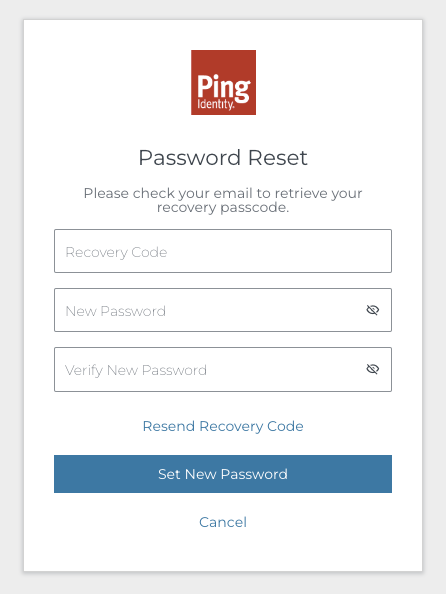 Ping
Identity.
Password Reset
Please check your email to retrieve your
recovery passcode.
Recovery Code
New Password
Verify New Password
Resend Recovery Code
Set New Password
Cancel